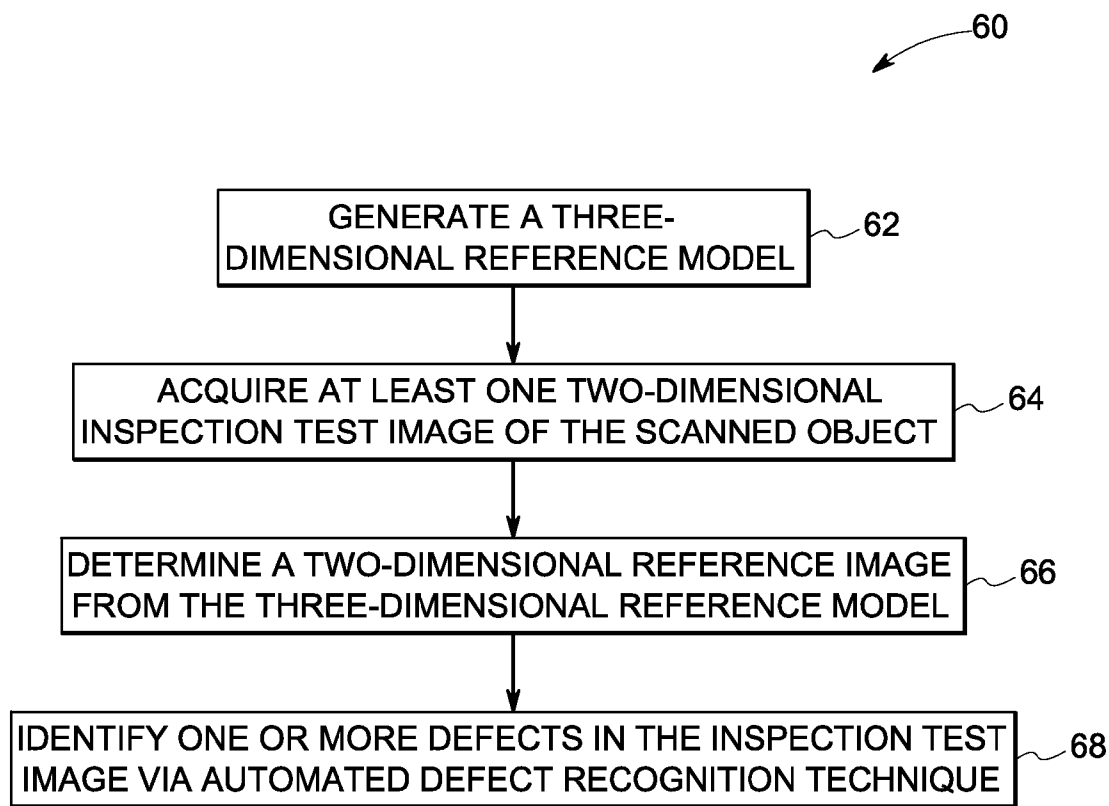 60
GENERATE A THREE-
DIMENSIONAL REFERENCE MODEL
62
ACQUIRE AT LEAST ONE TWO-DIMENSIONAL
INSPECTION TEST IMAGE OF THE SCANNED OBJECT
64
DETERMINE A TWO-DIMENSIONAL REFERENCE IMAGE
FROM THE THREE-DIMENSIONAL REFERENCE MODEL
66
IDENTIFY ONE OR MORE DEFECTS IN THE INSPECTION TEST
IMAGE VIA AUTOMATED DEFECT RECOGNITION TECHNIQUE
68